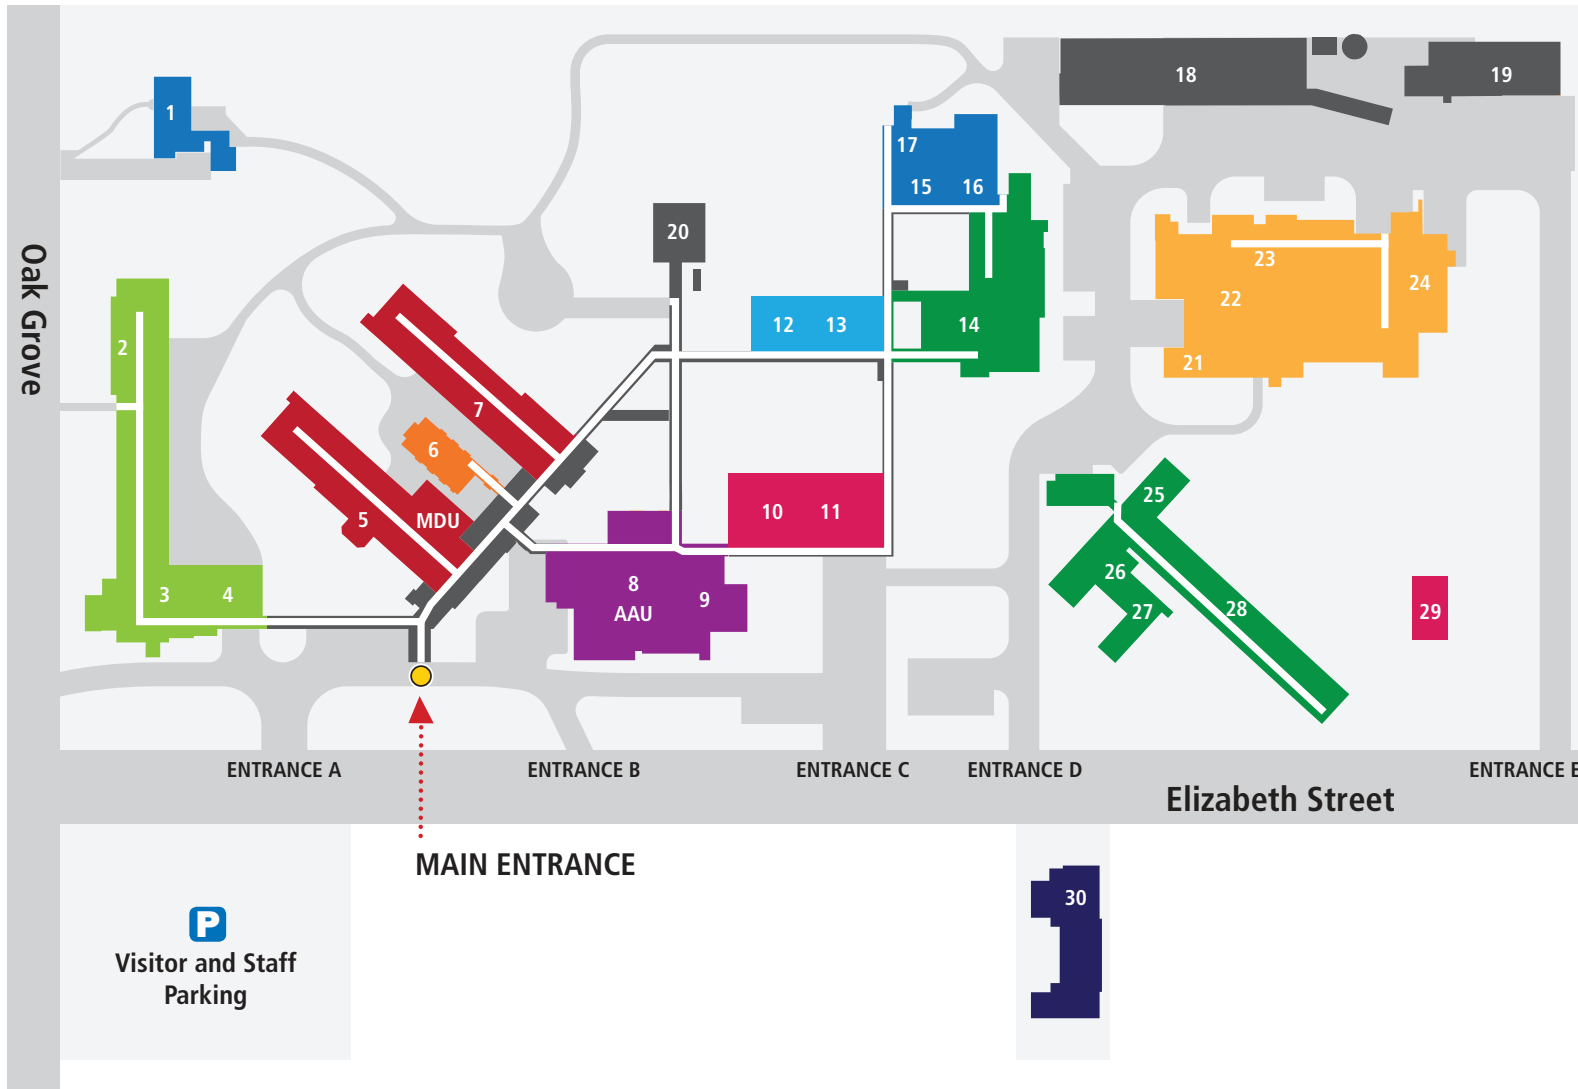 18
19
1
17
15
16
20
Oak Grove
23
24
22
12
13
14
2
21
7
6
25
5
MDU
10
11
26
8
3
4
9
28
AAU
27
29
ENTRANCE A
ENTRANCE B
ENTRANCE C
ENTRANCE D
ENTRANCE E
Elizabeth Street
MAIN ENTRANCE
30
P
Visitor and Staff
Parking